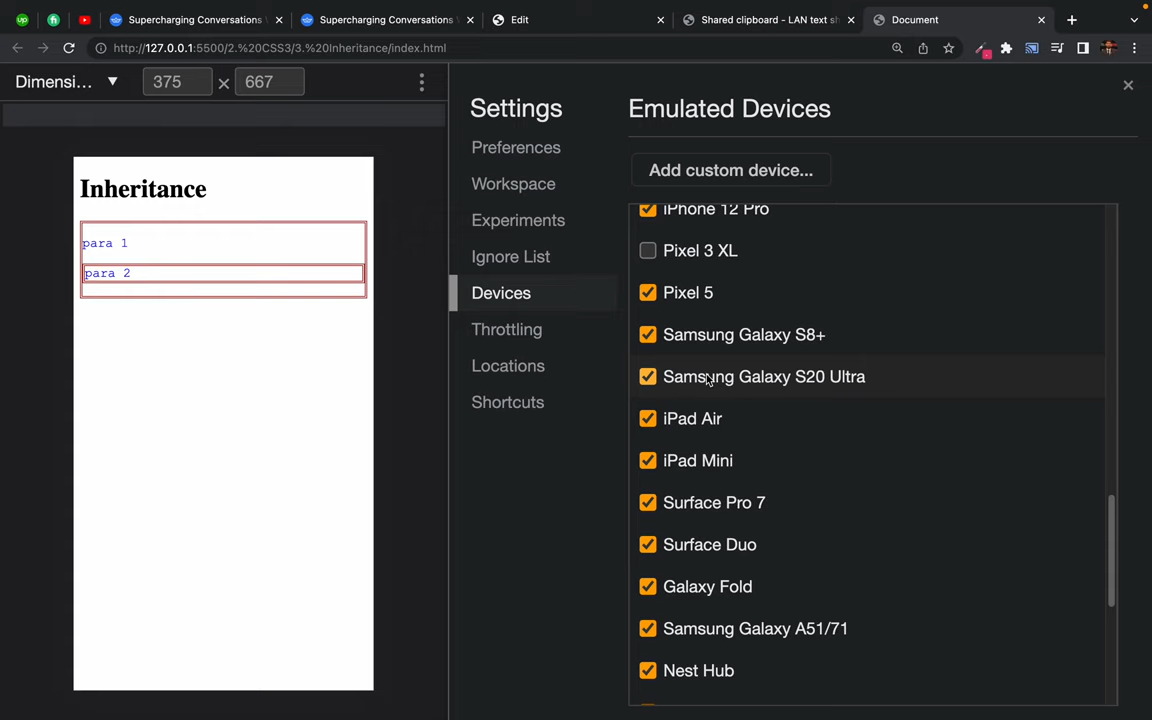 up
Supercharging Conversations
Supercharging Conversations
Edit
Shared clipboard - LAN text sh
Document
http://127.0.0.1:5500/2.%20CSS3/3.%20Inheritance/index.html
Dimensi...
375
×
667
Inheritance
para 1
para 2
Settings
Preferences
Workspace
Experiments
Ignore List
Devices
Throttling
Locations
Shortcuts
Emulated Devices
Add custom device...
iPhone 12 Pro
Pixel 3 XL
Pixel 5
Samsung Galaxy S8+
Samsung Galaxy S20 Ultra
iPad Air
iPad Mini
Surface Pro 7
Surface Duo
Galaxy Fold
Samsung Galaxy A51/71
Nest Hub